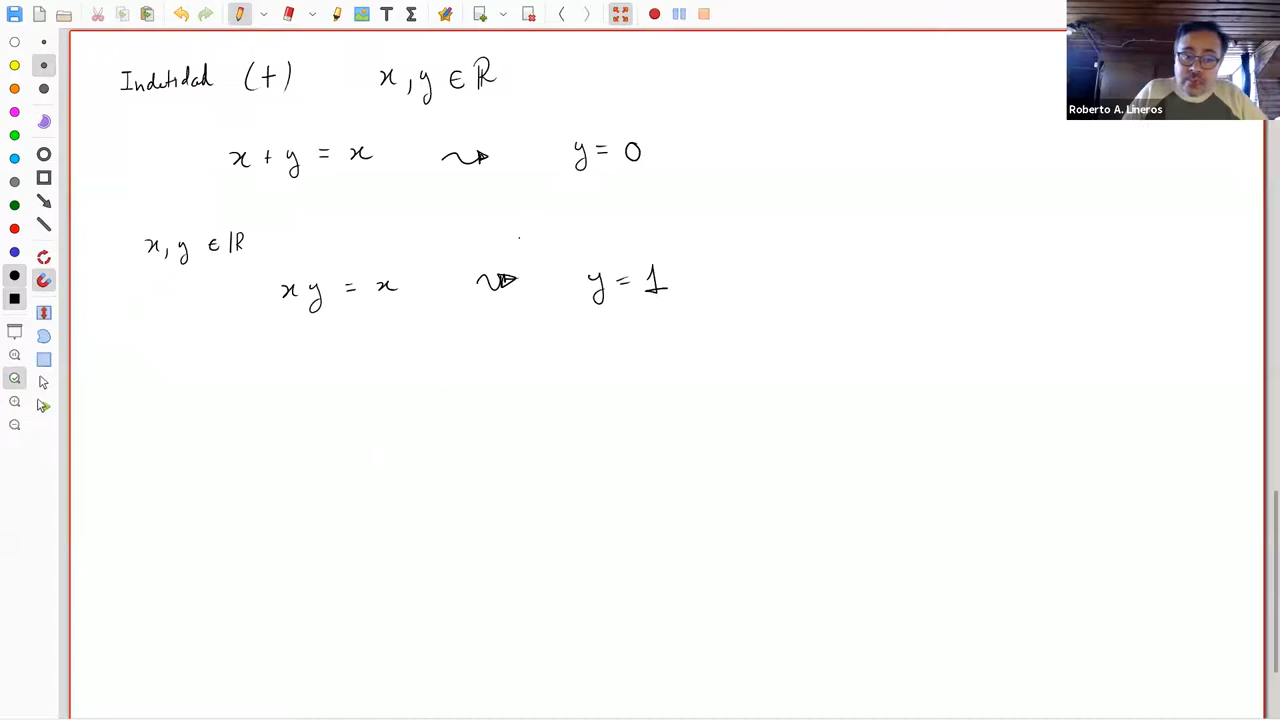 Roberto A. Lineros
Indetidad (+) x, y ∈ ℝ
x + y = x ⇝ y = 0
x, y ∈ ℝ
x y = x ⇝ y = 1